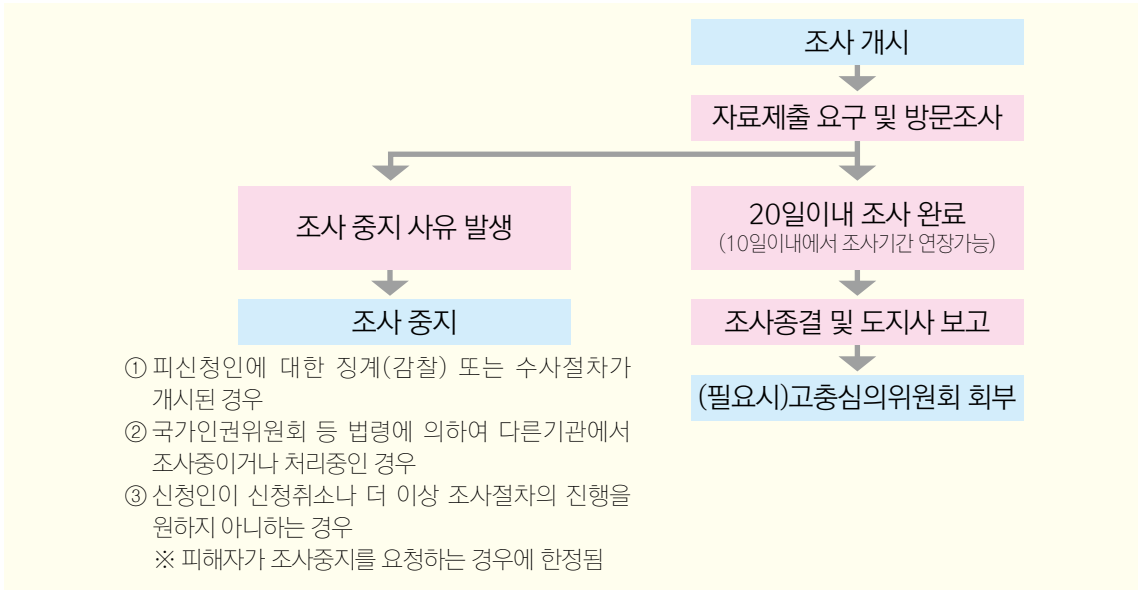 조사 개시
자료제출 요구 및 방문조사
조사 중지 사유 발생
20일이내 조사 완료
(10일이내에서 조사기간 연장가능)
조사 중지
조사종결 및 도지사 보고
(필요시)고충심의위원회 회부
① 피신청인에 대한 징계(감찰) 또는 수사절차가
개시된 경우
② 국가인권위원회 등 법령에 의하여 다른기관에서
조사중이거나 처리중인 경우
③ 신청인이 신청취소나 더 이상 조사절차의 진행을
원하지 아니하는 경우
※ 피해자가 조사중지를 요청하는 경우에 한정됨